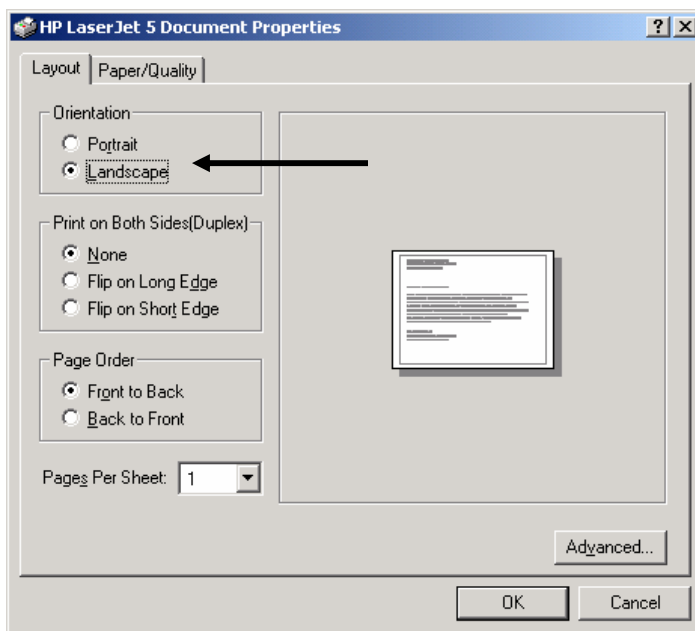 HP LaserJet 5 Document Properties
Layout
Paper/Quality
Orientation
Portrait
Landscape
Print on Both Sides(Duplex)
None
Flip on Long Edge
Flip on Short Edge
Page Order
Front to Back
Back to Front
Pages Per Sheet: 1
Advanced...
OK
Cancel